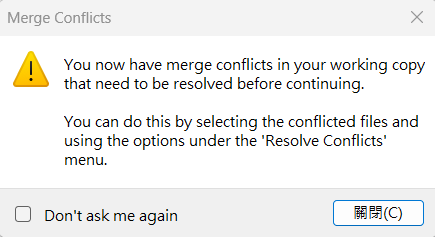 Merge Conflicts
You now have merge conflicts in your working copy
that need to be resolved before continuing.
You can do this by selecting the conflicted files and
using the options under the 'Resolve Conflicts'
menu.
Don't ask me again
關閉(C)